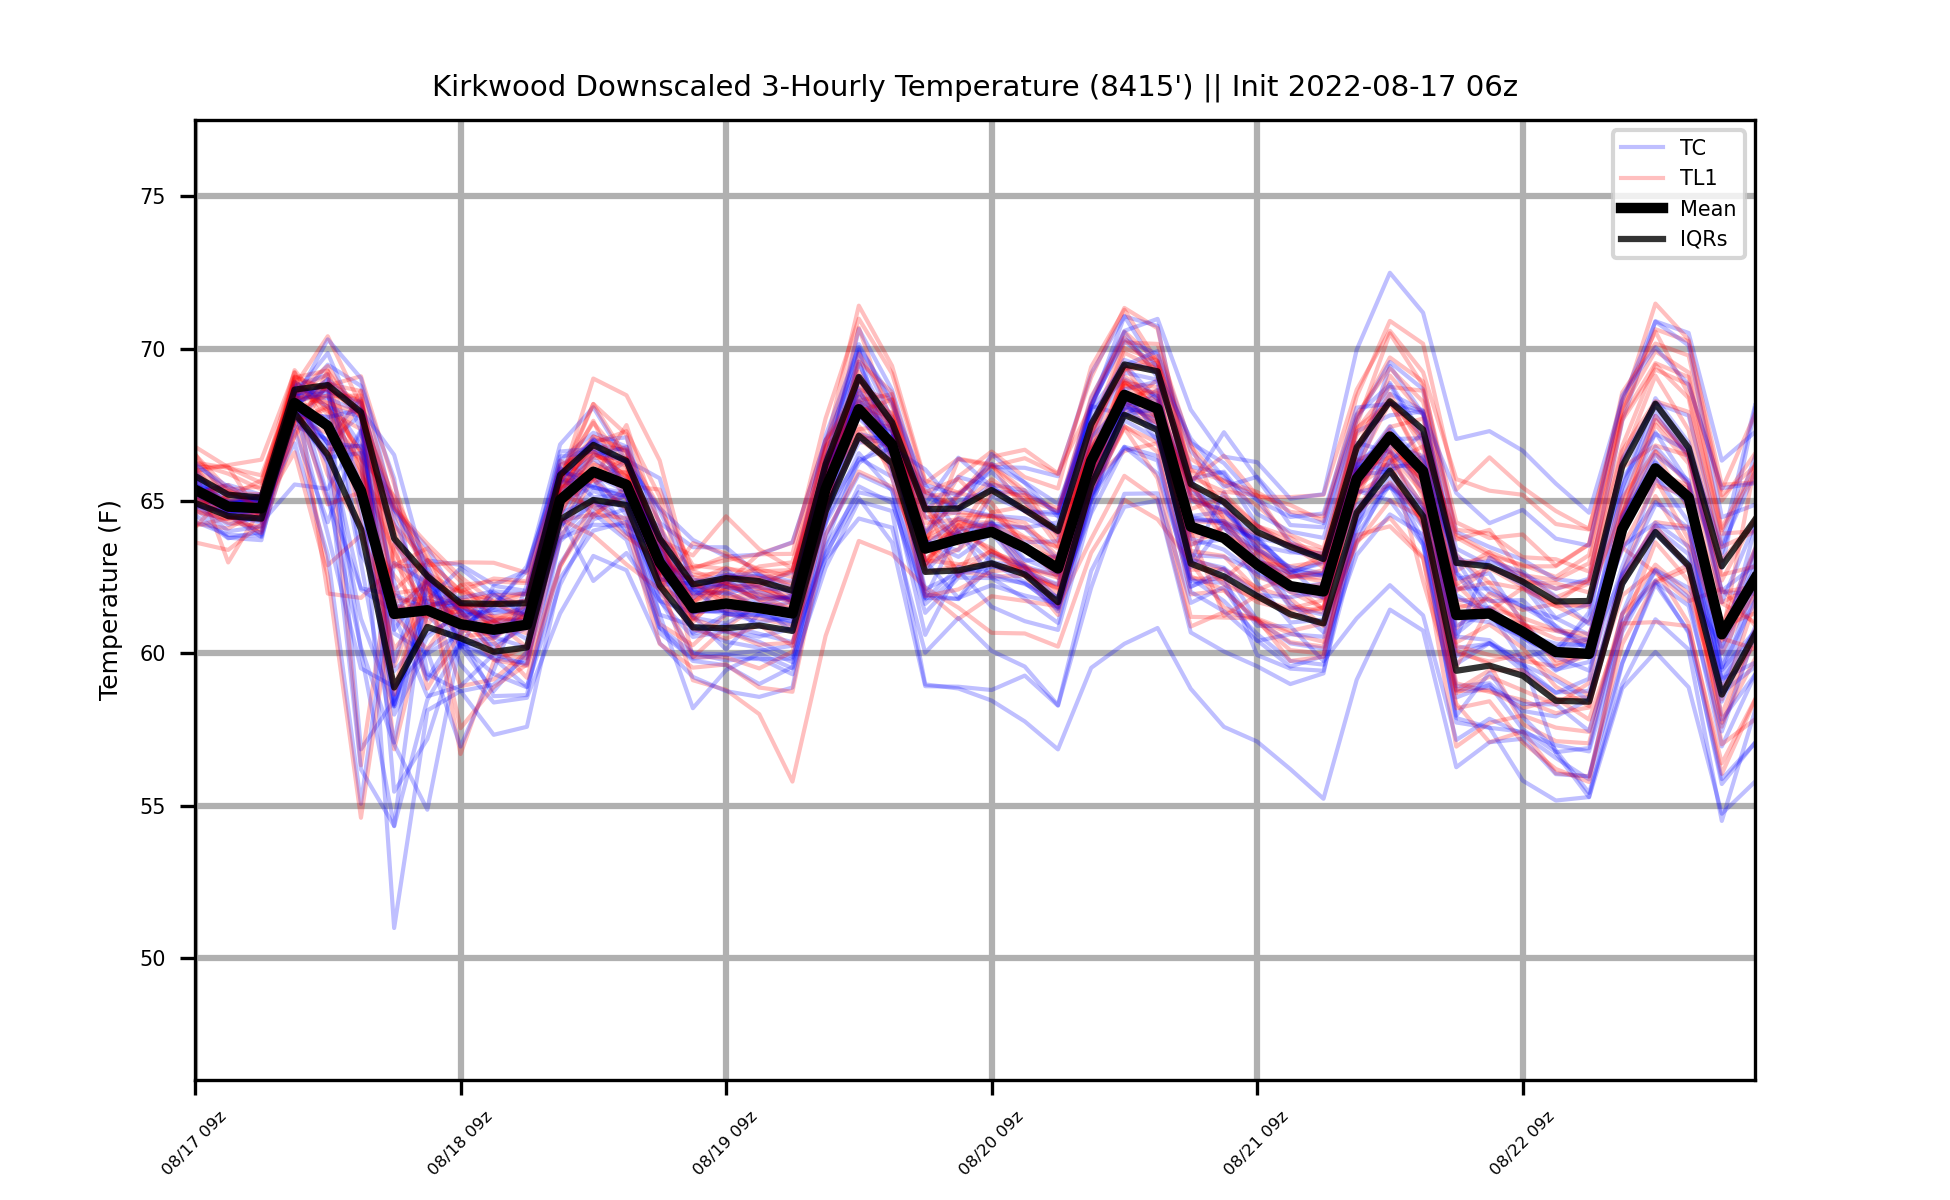 Kirkwood Downscaled 3-Hourly Temperature (8415') || Init 2022-08-17 06z
TC
TL1
Mean
IQRs
Temperature (F)
75
70
65
60
55
50
08/17 09z
08/18 09z
08/19 09z
08/20 09z
08/21 09z
08/22 09z